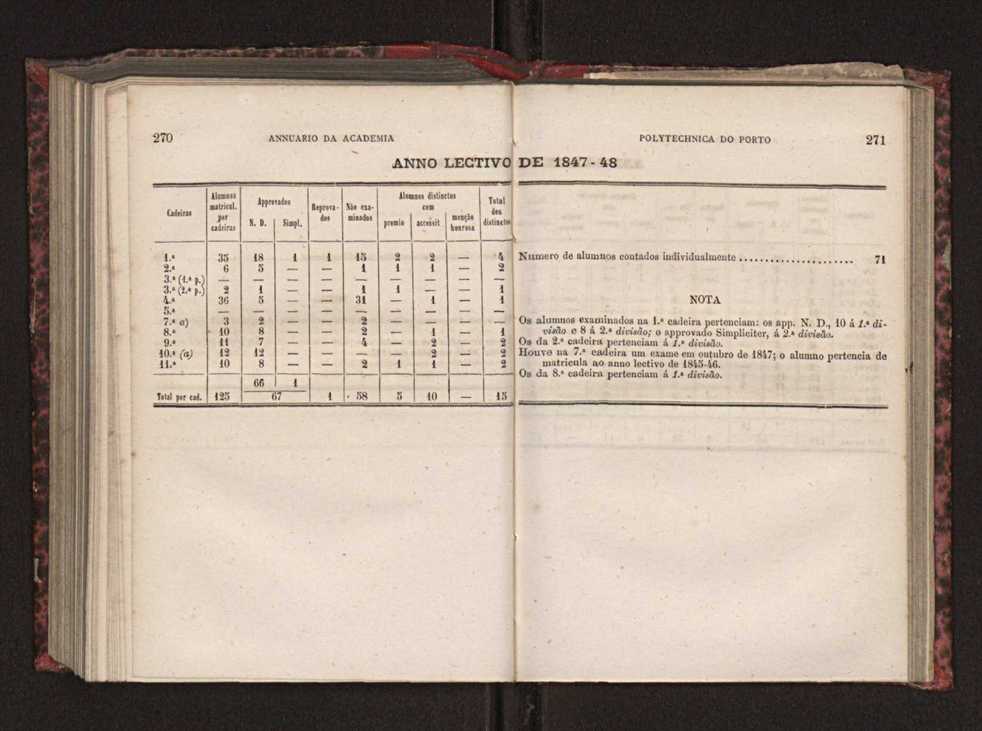 270 ANNUARIO DA ACADEMIA
POLYTECHNICA DO PORTO 271
ANNO LECTIVO DE 1847-48
Cadeiras | Alumnos matricul. por cadeiras | Approvados N. D. | Approvados Simpl. | Reprova-dos | Não exa-minados | Alumnos distinctos com premio | accessit | menção honrosa | Total dos distinctos
1.ª 35 18 1 1 15 2 2 — 4
2.ª 6 5 — — 1 1 1 — 2
3.ª (1.ª p.) — — — — — — — — —
3.ª (2.ª p.) 2 1 — — 1 1 — — 1
4.ª 36 5 — — 31 — 1 — 1
5.ª — — — — — — — — —
7.ª a) 3 2 — — 2 — — — —
8.ª 10 8 — — 2 — 1 — 1
9.ª 11 7 — — 4 — 2 — 2
10.ª (a) 12 12 — — — — 2 — 2
11.ª 10 8 — — 2 1 1 — 2
66 1
Total por cad. 125 67 1 58 5 10 — 15
Numero de alumnos contados individualmente ..................... 71
NOTA
Os alumnos examinados na 1.ª cadeira pertenciam: os app. N. D., 10 á 1.ª di-
visão e 8 á 2.ª divisão; o approvado Simpliciter, á 2.ª divisão.
Os da 2.ª cadeira pertenciam á 1.ª divisão.
Houve na 7.ª cadeira um exame em outubro de 1847; o alumno pertencia de
matricula ao anno lectivo de 1845-46.
Os da 8.ª cadeira pertenciam á 1.ª divisão.